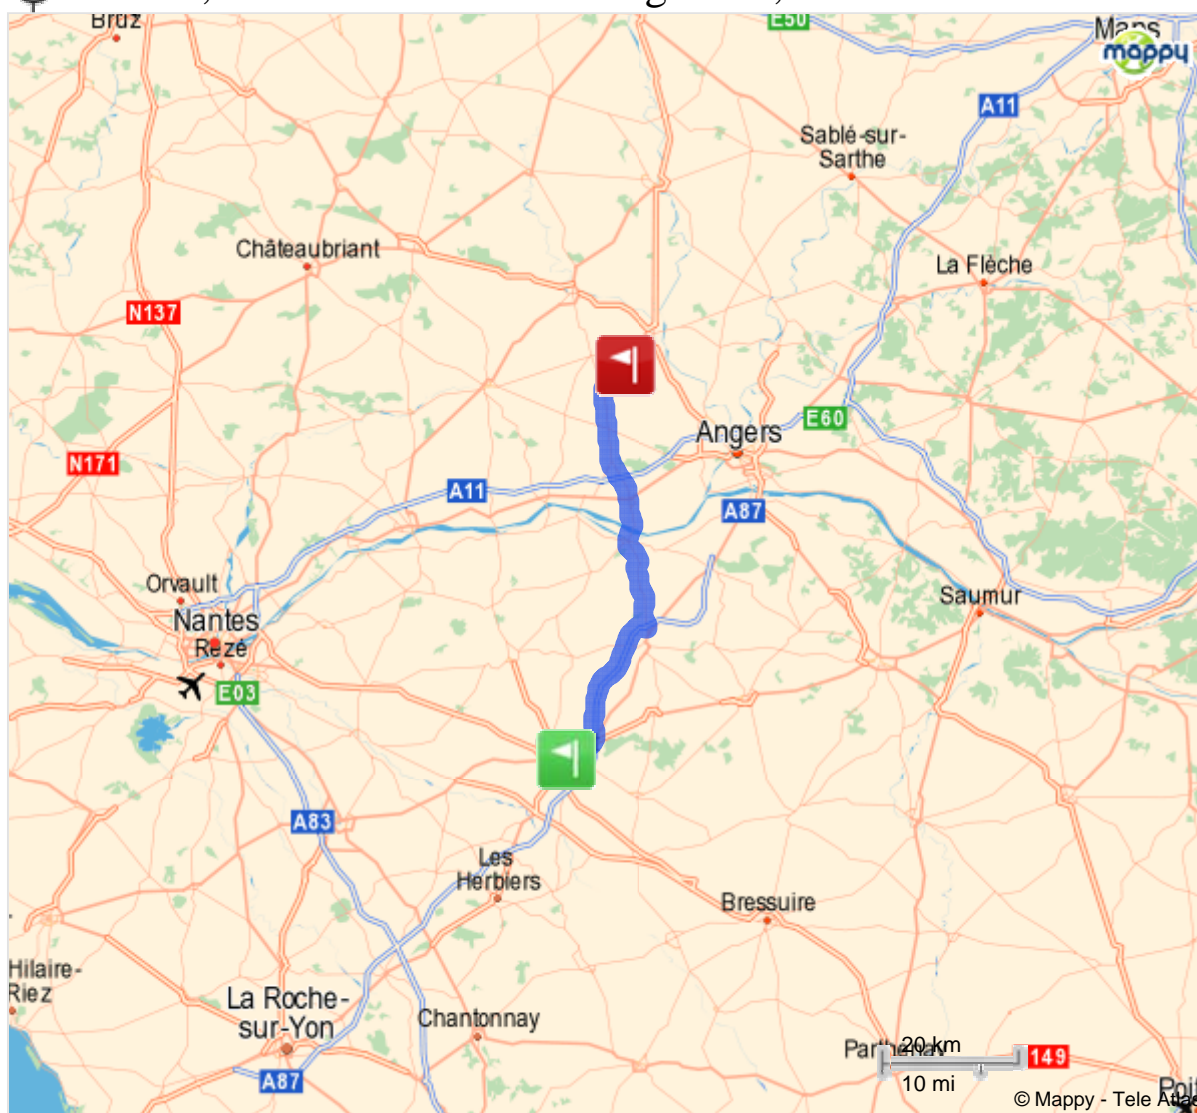 Bruz
E50
Mans
mappy
A11
Sablé-sur-
Sarthe
Châteaubriant
La Flèche
N137
E60
Angers
N171
A11
A87
Orvault
Nantes
Rezé
Saumur
E03
A83
Les
Herbiers
Bressuire
Hilaire-
Riez
La Roche-
sur-Yon
Chantonnay
Parthenay
20 km
149
10 mi
A87
Poit
© Mappy - Tele Atlas